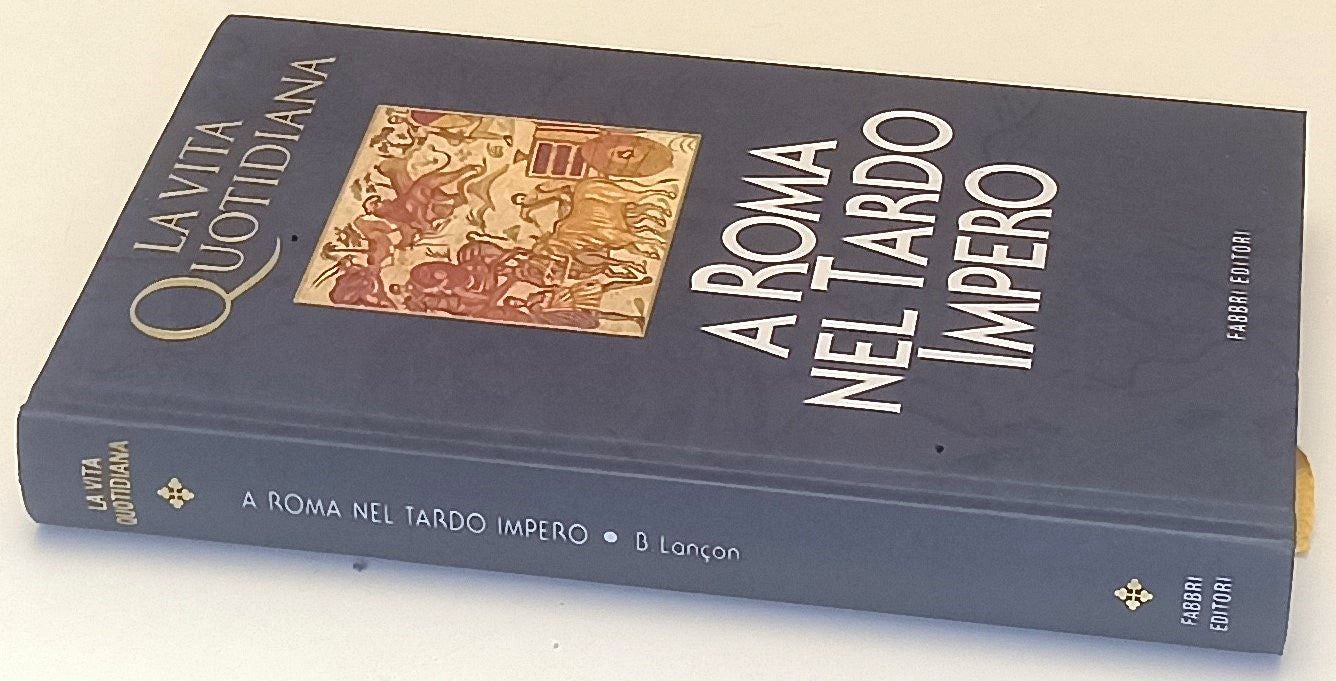 LA VITA
QUOTIDIANA
A ROMA
NEL TARDO
IMPERO
FABBRI EDITORI
LA VITA
QUOTIDIANA
A ROMA NEL TARDO IMPERO • B Lançon
FABBRI
EDITORI